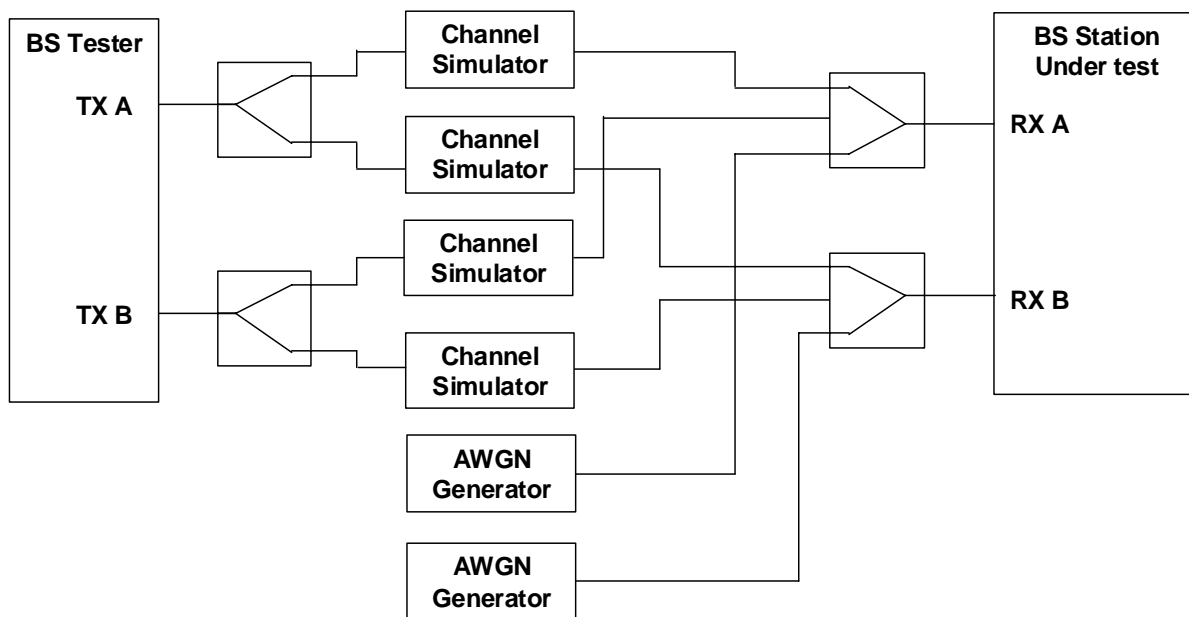 BS Tester
TX A
TX B
Channel
Simulator
Channel
Simulator
Channel
Simulator
Channel
Simulator
AWGN
Generator
AWGN
Generator
BS Station
Under test
RX A
RX B